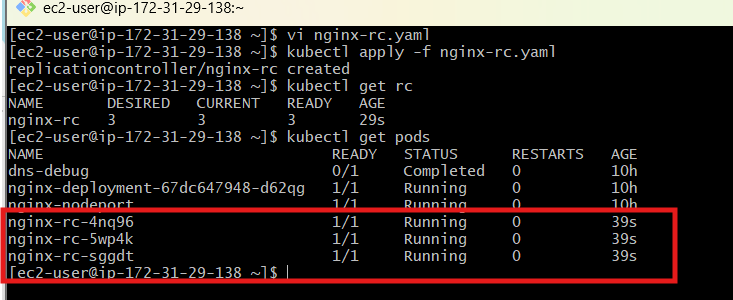 ec2-user@ip-172-31-29-138:~
[ec2-user@ip-172-31-29-138 ~]$ vi nginx-rc.yaml
[ec2-user@ip-172-31-29-138 ~]$ kubectl apply -f nginx-rc.yaml
replicationcontroller/nginx-rc created
[ec2-user@ip-172-31-29-138 ~]$ kubectl get rc
NAME DESIRED CURRENT READY AGE
nginx-rc 3 3 3 29s
[ec2-user@ip-172-31-29-138 ~]$ kubectl get pods
NAME READY STATUS RESTARTS AGE
dns-debug 0/1 Completed 0 10h
nginx-deployment-67dc647948-d62qg 1/1 Running 0 10h
nginx-nodeport 1/1 Running 0 10h
nginx-rc-4nq96 1/1 Running 0 39s
nginx-rc-5wp4k 1/1 Running 0 39s
nginx-rc-sggdt 1/1 Running 0 39s
[ec2-user@ip-172-31-29-138 ~]$